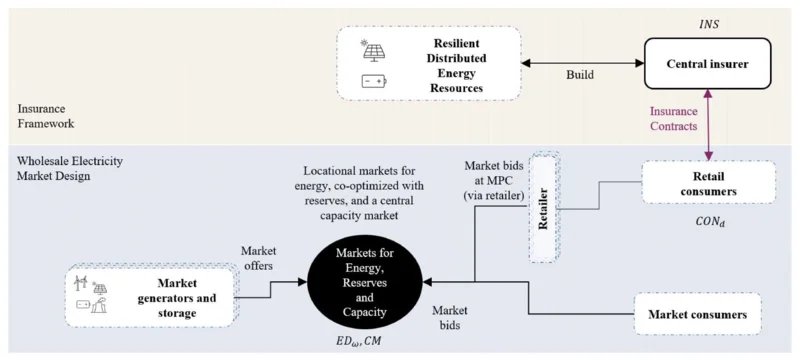 INS
Resilient
Distributed
Energy
Resources
Build
Central insurer
Insurance
Contracts
Insurance
Framework
Wholesale Electricity
Market Design
Locational markets for
energy, co-optimized with
reserves, and a central
capacity market
Market bids
at MPC
(via retailer)
Retailer
Retail
consumers
CON_d
Market
offers
Markets for
Energy,
Reserves
and
Capacity
Market
generators and
storage
Market
bids
Market consumers
ED_ω, CM